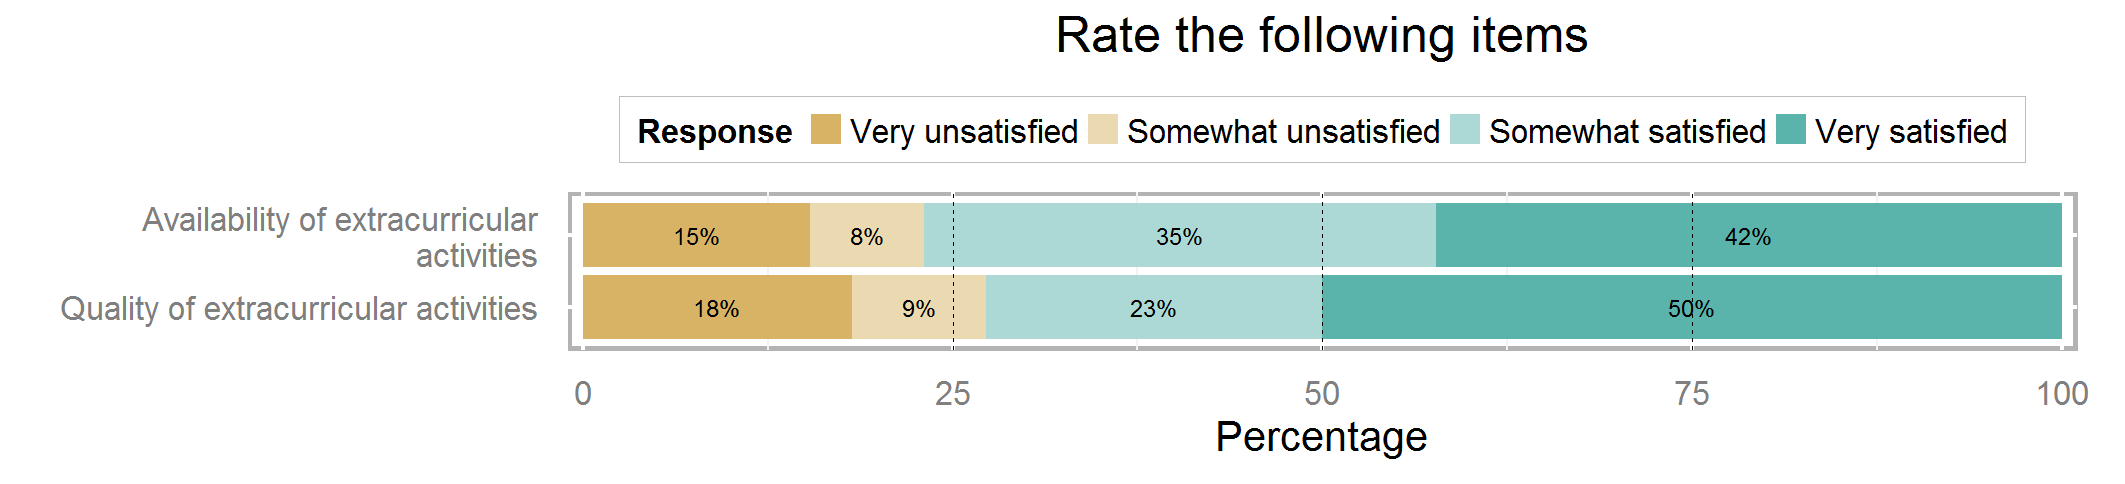 Rate the following items
Response Very unsatisfied Somewhat unsatisfied Somewhat satisfied Very satisfied
Availability of extracurricular
activities
15% 8% 35% 42%
Quality of extracurricular activities
18% 9% 23% 50%
0 25 50 75 100
Percentage